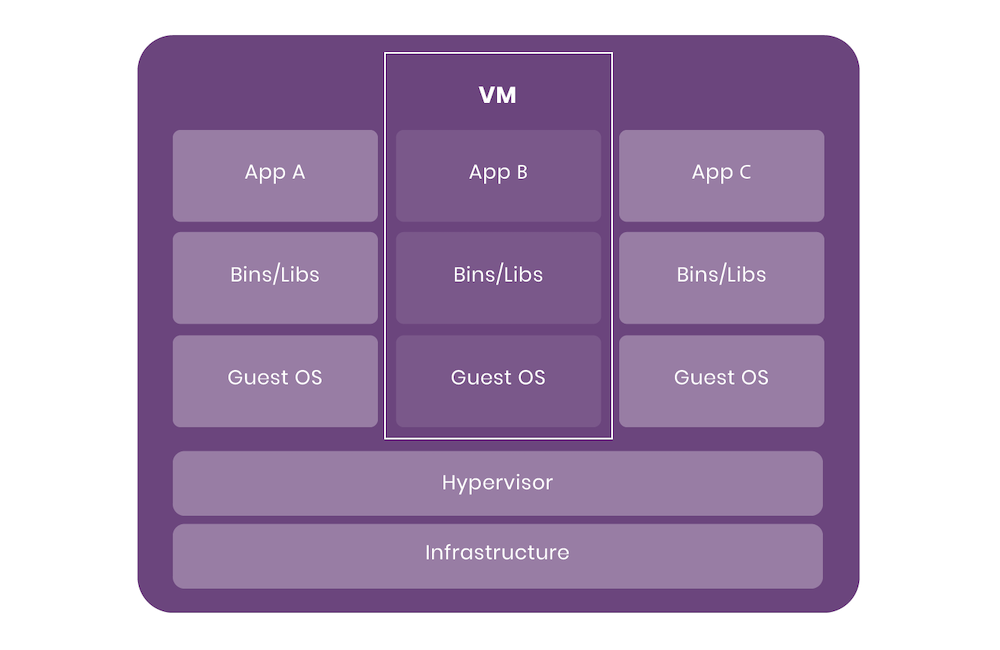 VM
App A
App B
App C
Bins/Libs
Bins/Libs
Bins/Libs
Guest OS
Guest OS
Guest OS
Hypervisor
Infrastructure